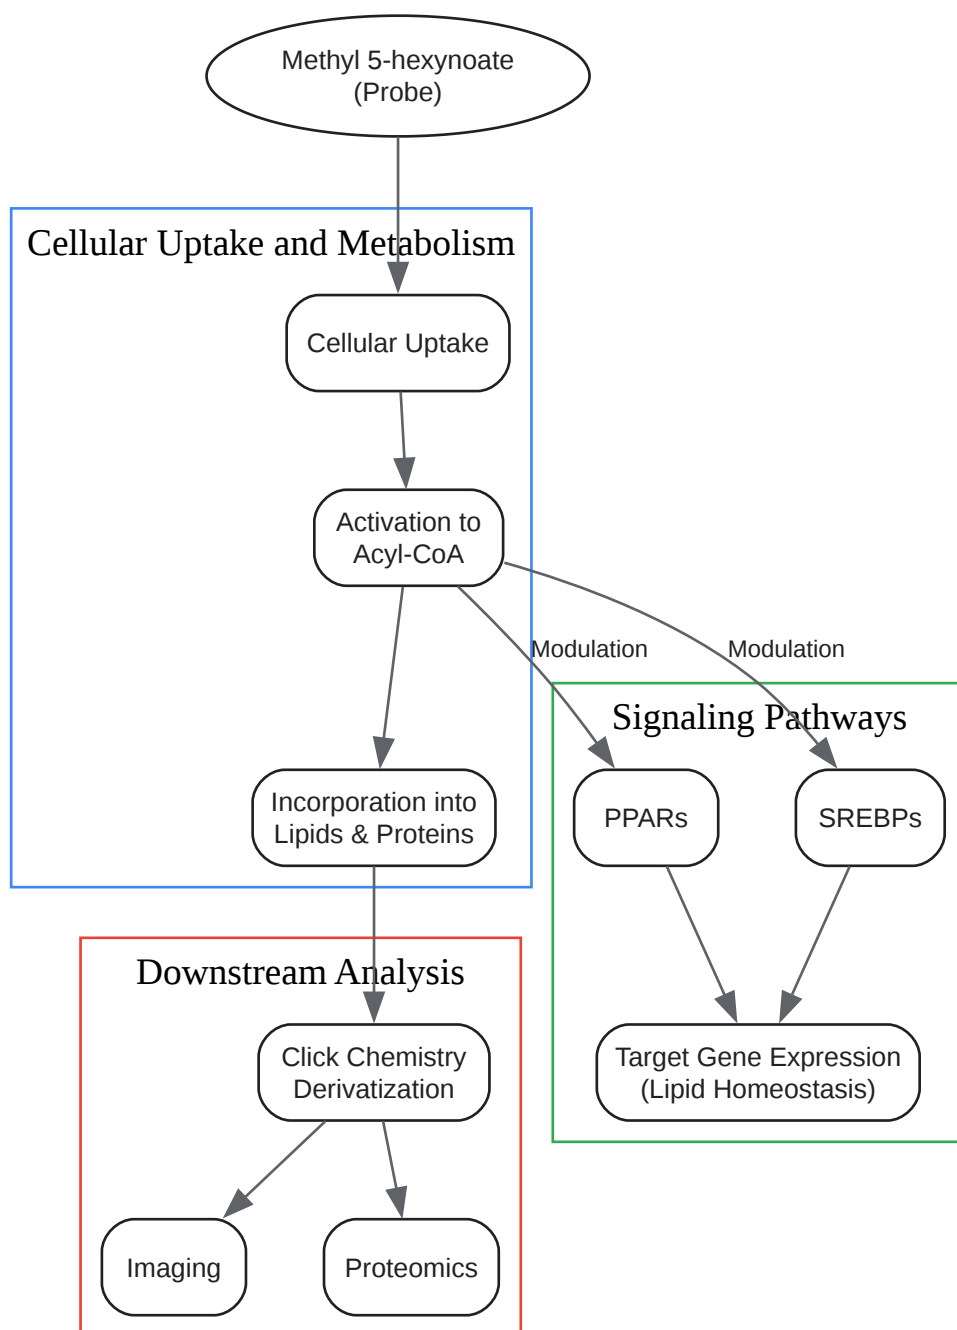 Methyl 5-hexynoate
(Probe)
Cellular Uptake and Metabolism
Cellular Uptake
Activation to
Acyl-CoA
Modulation
Modulation
Signaling Pathways
Incorporation into
Lipids & Proteins
PPARs
SREBPs
Downstream Analysis
Click Chemistry
Derivatization
Target Gene Expression
(Lipid Homeostasis)
Imaging
Proteomics